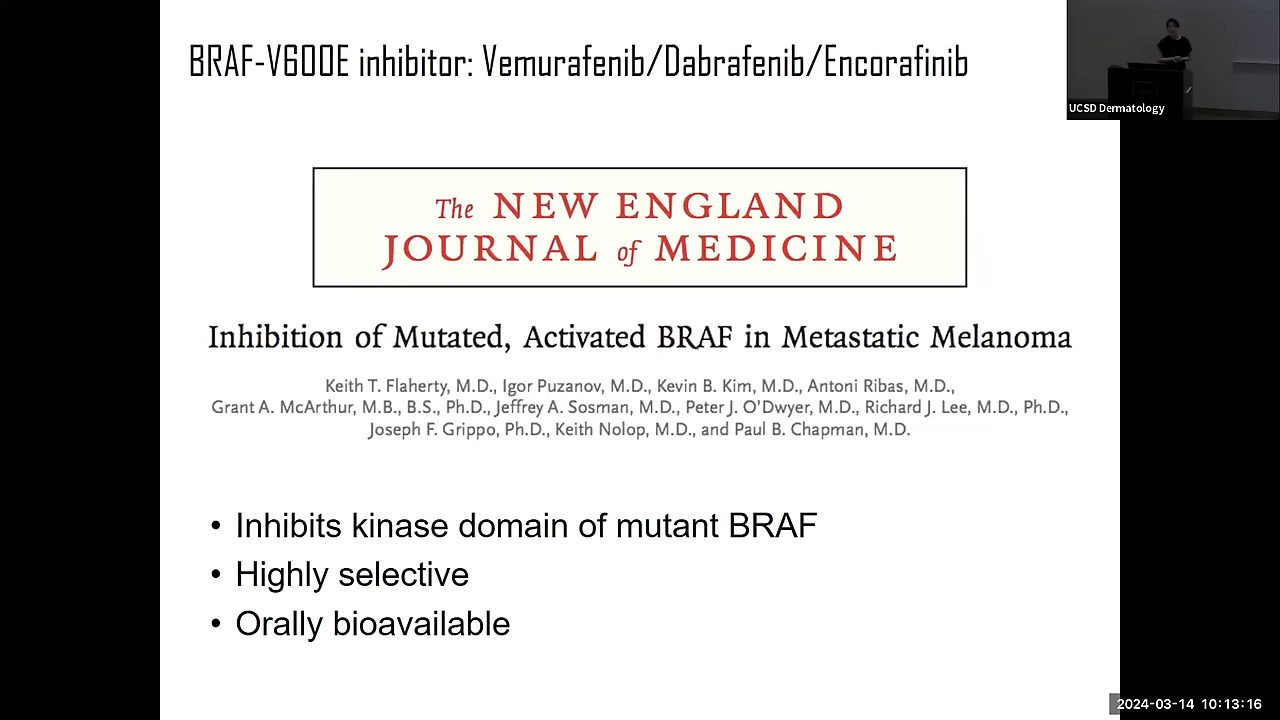 BRAF-V600E inhibitor: Vemurafenib/Dabrafenib/Encorafinib
UCSD Dermatology
The NEW ENGLAND
JOURNAL of MEDICINE
Inhibition of Mutated, Activated BRAF in Metastatic Melanoma
Keith T. Flaherty, M.D., Igor Puzanov, M.D., Kevin B. Kim, M.D., Antoni Ribas, M.D.,
Grant A. McArthur, M.B., B.S., Ph.D., Jeffrey A. Sosman, M.D., Peter J. O'Dwyer, M.D., Richard J. Lee, M.D., Ph.D.,
Joseph F. Grippo, Ph.D., Keith Nolop, M.D., and Paul B. Chapman, M.D.
• Inhibits kinase domain of mutant BRAF
• Highly selective
• Orally bioavailable
2024-03-14 10:13:16